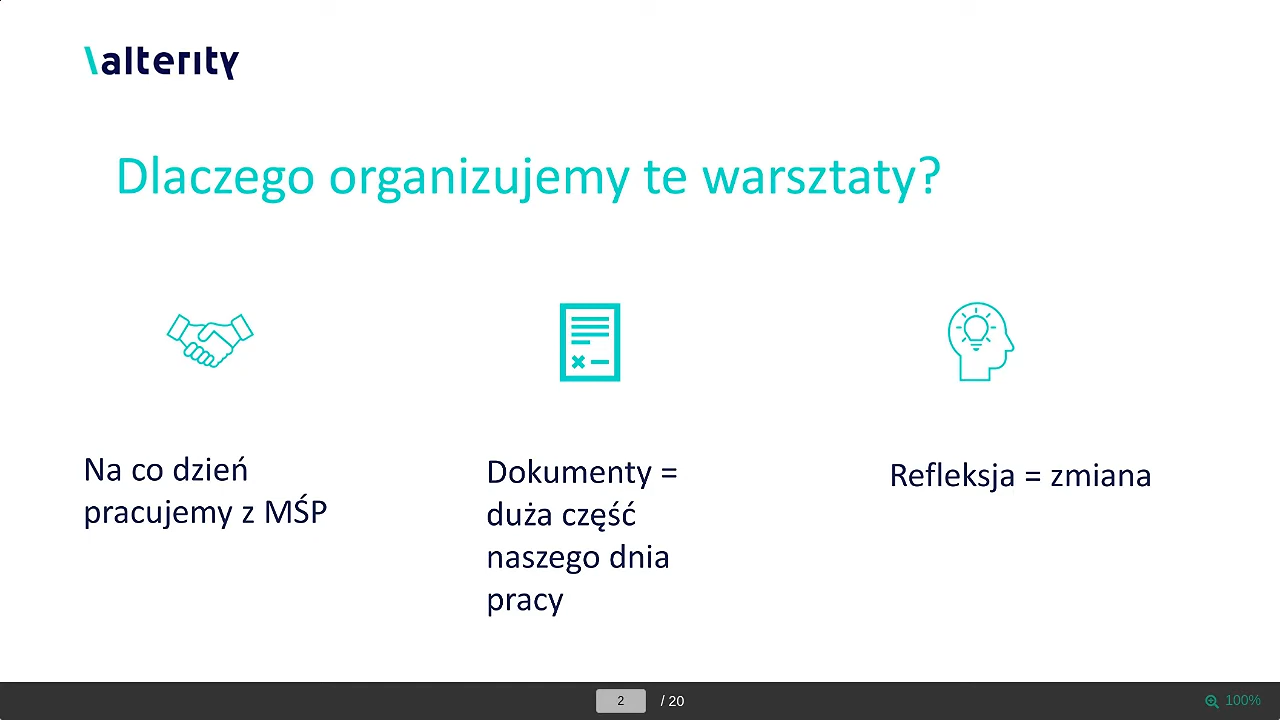 \alterity
Dlaczego organizujemy te warsztaty?
Na co dzień
pracujemy z MŚP
Dokumenty =
duża część
naszego dnia
pracy
Refleksja = zmiana
2 / 20
100%